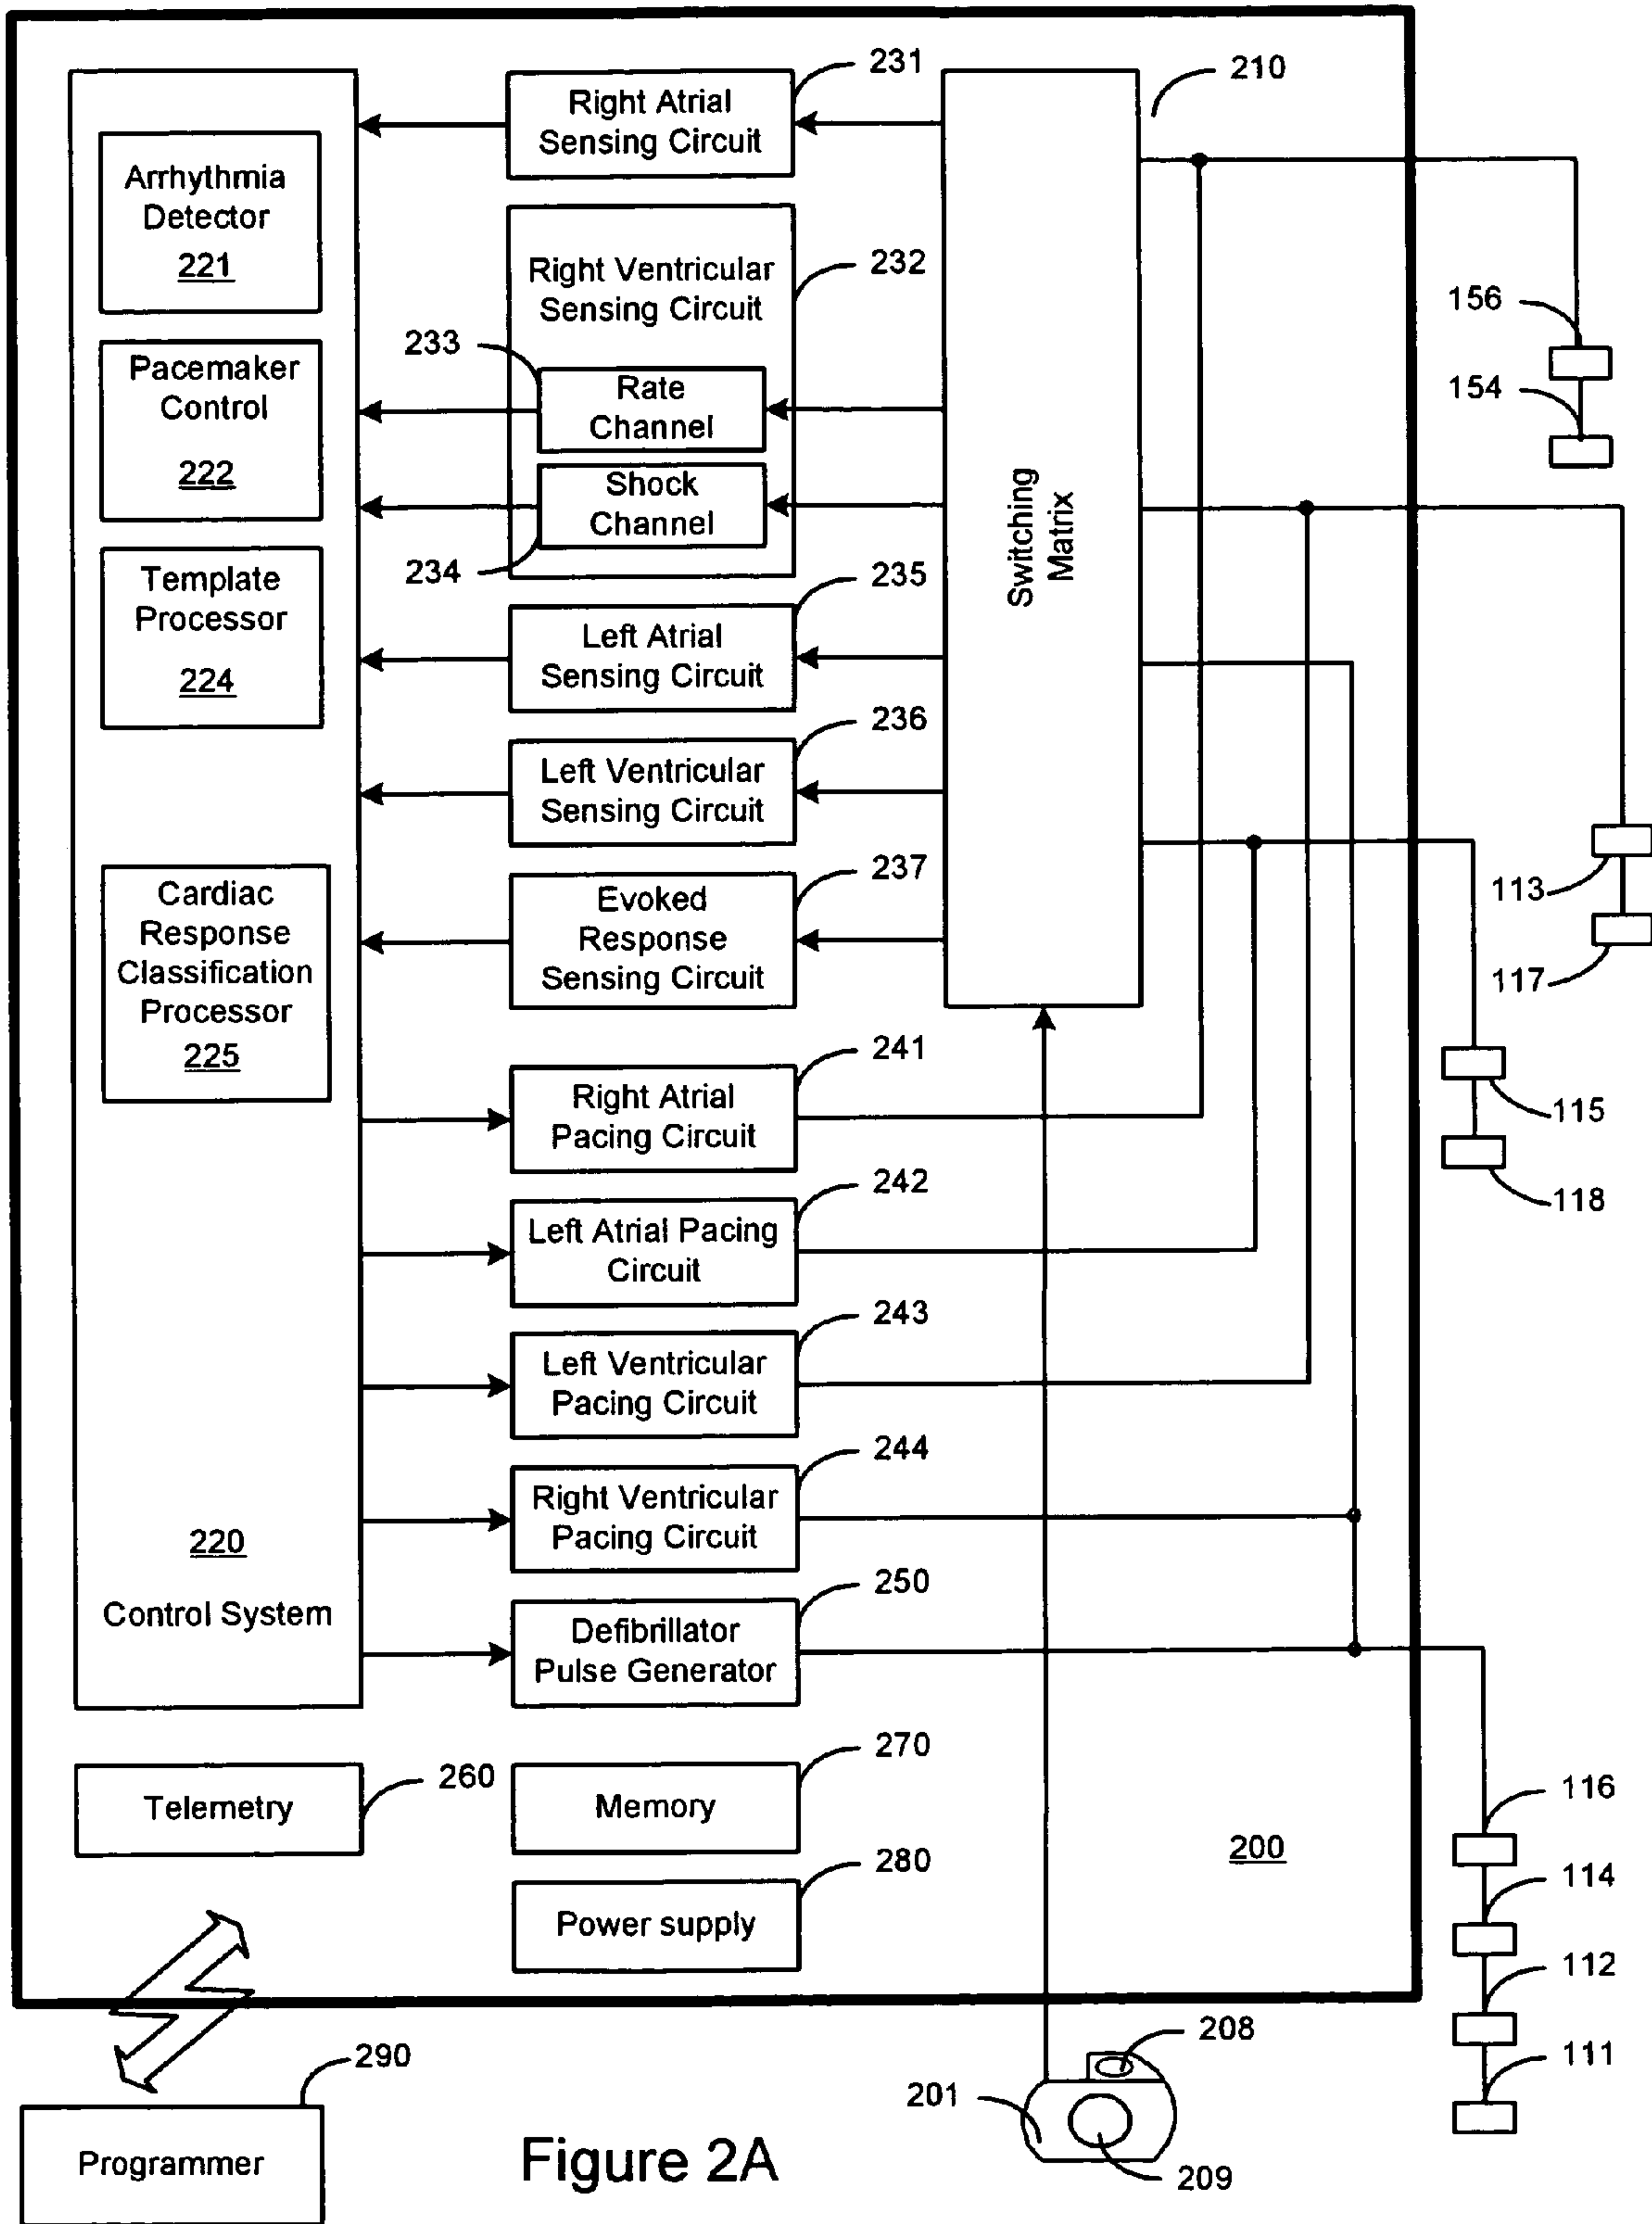 231
210
Right Atrial
Sensing Circuit
Arrhythmia
Detector
221
Right Ventricular
Sensing Circuit
232
156
233
Pacemaker
Control
222
Rate
Channel
154
Shock
Channel
Switching
Matrix
234
235
Template
Processor
224
Left Atrial
Sensing Circuit
236
Left Ventricular
Sensing Circuit
113
237
Cardiac
Response
Classification
Processor
225
Evoked
Response
Sensing Circuit
117
241
Right Atrial
Pacing Circuit
115
242
118
Left Atrial Pacing
Circuit
243
Left Ventricular
Pacing Circuit
244
Right Ventricular
Pacing Circuit
220
Control System
250
Defibrillator
Pulse Generator
270
260
Telemetry
Memory
116
200
280
114
Power supply
112
208
290
111
201
Programmer
Figure 2A
209